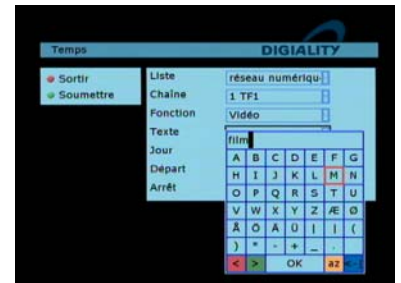 Temps
DIGIALITY
Sortir
Soumettre
Liste
réseau numériqu
Chaîne
1 TF1
Fonction
Vidéo
Texte
film
Jour
Départ
Arrêt
A B C D E F G
H I J K L M N
O P Q R S T U
V W X Y Z Æ Ø
Å Ö Ä Ü | | (
) * - + _ .
< > OK az